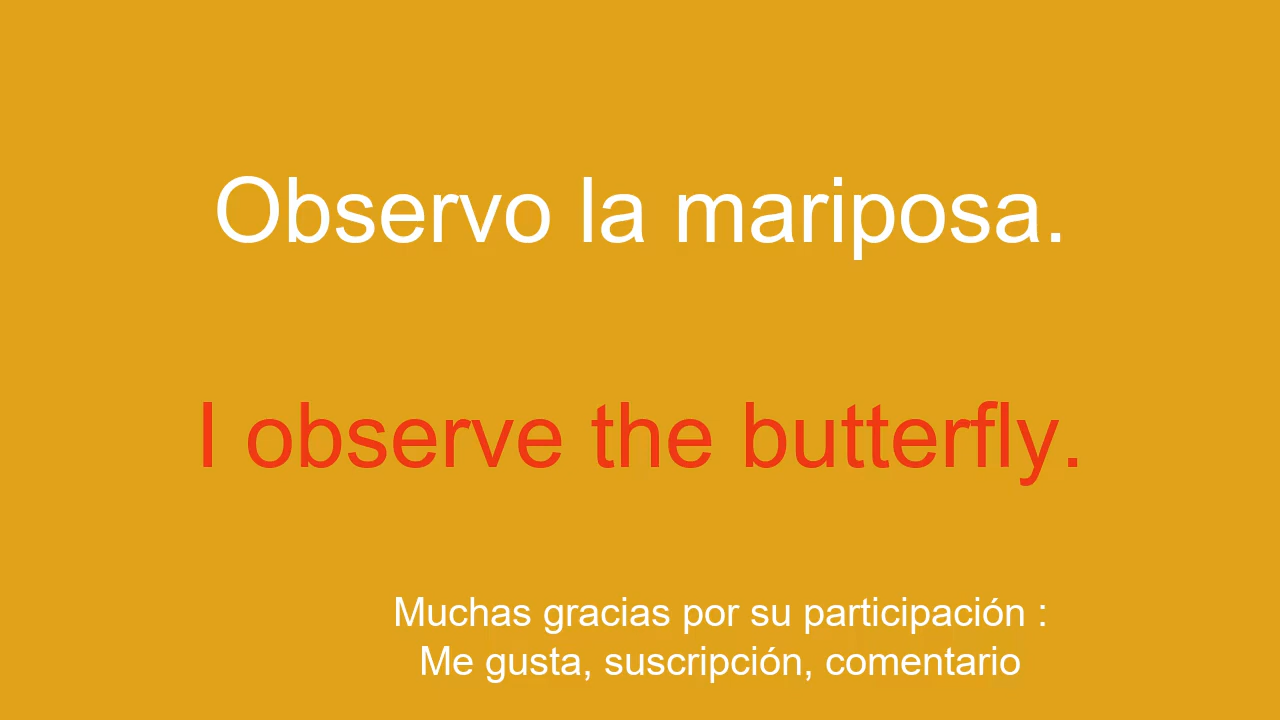 Observo la mariposa.
I observe the butterfly.
Muchas gracias por su participación :
Me gusta, suscripción, comentario